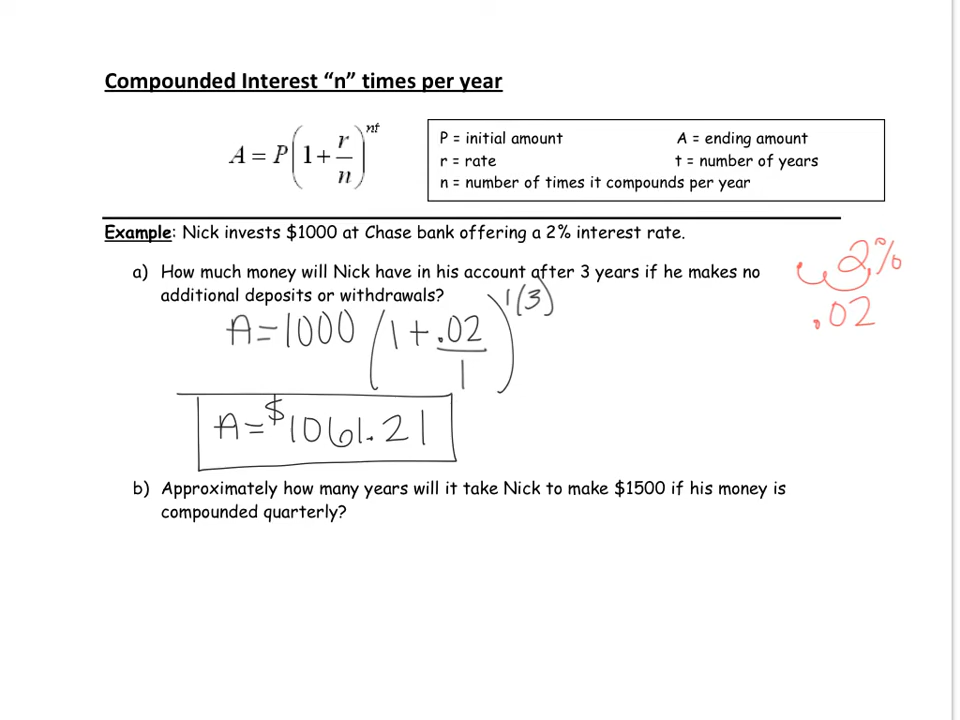 Compounded Interest “n” times per year
A = P(1 + r/n)^nt
P = initial amount A = ending amount
r = rate t = number of years
n = number of times it compounds per year
Example: Nick invests $1000 at Chase bank offering a 2% interest rate.
2%
.02
a) How much money will Nick have in his account after 3 years if he makes no
additional deposits or withdrawals?
A = 1000 (1 + .02/1)^1(3)
A = $1061.21
b) Approximately how many years will it take Nick to make $1500 if his money is
compounded quarterly?